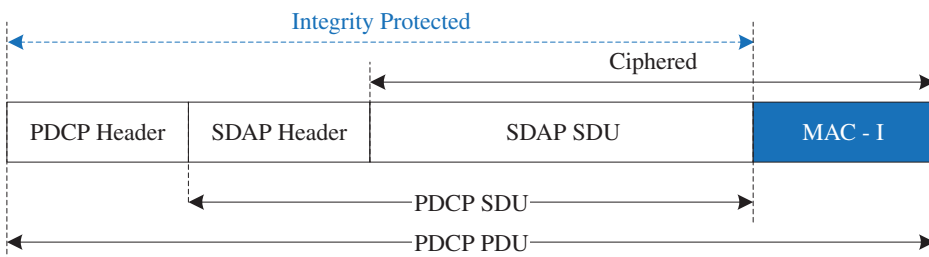 Integrity Protected
Ciphered
PDCP Header SDAP Header SDAP SDU MAC - I
PDCP SDU
PDCP PDU